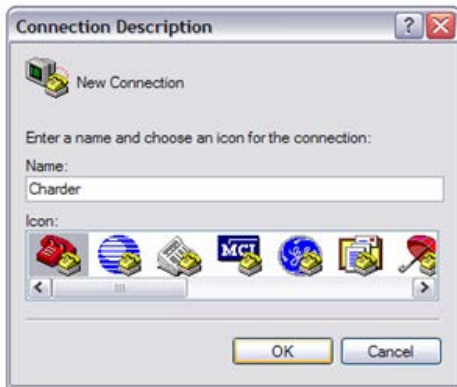 Connection Description
New Connection
Enter a name and choose an icon for the connection:
Name:
Charder
Icon:
MCI
OK
Cancel